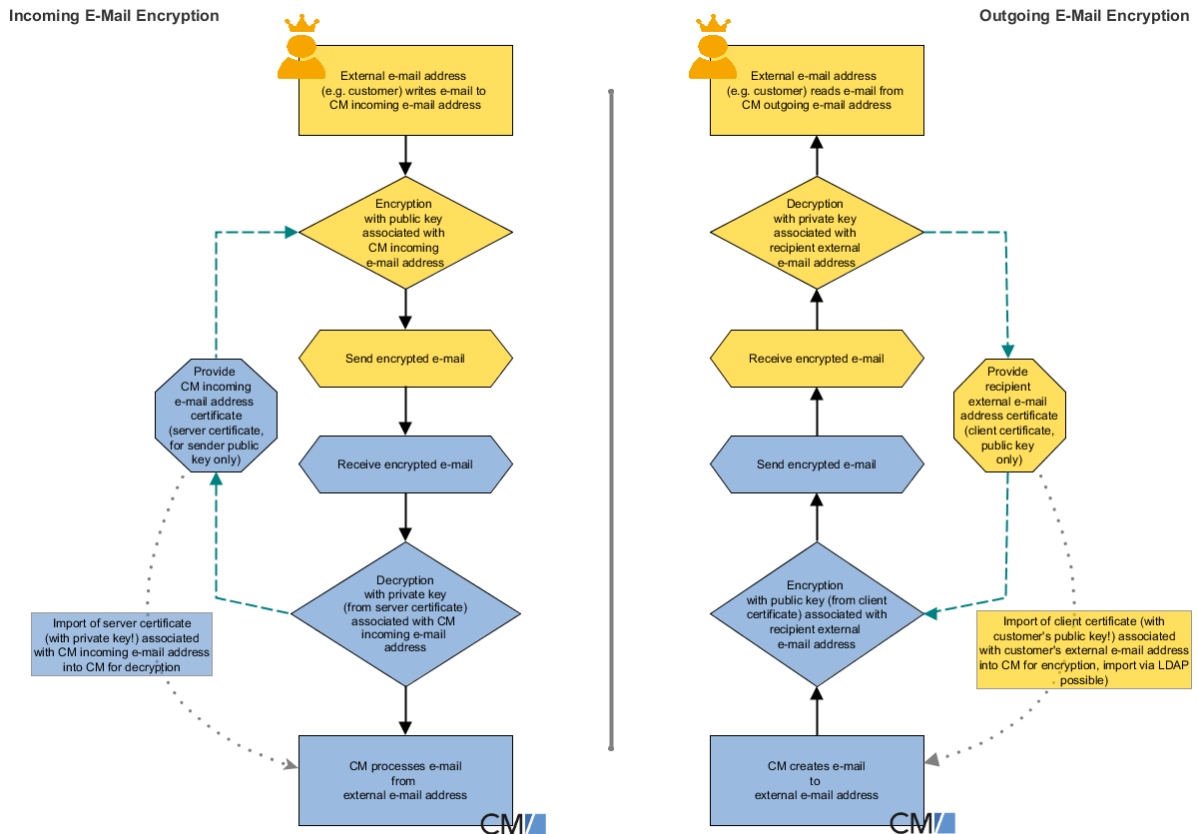 Incoming E-Mail Encryption
External e-mail address
(e.g. customer) writes e-mail to
CM incoming e-mail address
Encryption
with public key
associated with
CM incoming
e-mail address
Send encrypted e-mail
Provide
CM incoming
e-mail address
certificate
(server certificate,
for sender public
key only)
Receive encrypted e-mail
Decryption
with private key
(from server certificate)
associated with CM
incoming e-mail
address
Import of server certificate
(with private key!) associated
with CM incoming e-mail address
into CM for decryption
CM processes e-mail
from
external e-mail address
CM/
Outgoing E-Mail Encryption
External e-mail address
(e.g. customer) reads e-mail from
CM outgoing e-mail address
Decryption
with private key
associated with
recipient external
e-mail address
Receive encrypted e-mail
Provide
recipient
external e-mail
address certificate
(client certificate,
public key
only)
Send encrypted e-mail
Encryption
with public key (from client
certificate) associated with
recipient external
e-mail address
Import of client certificate (with
customer's public key!) associated
with customer's external e-mail address
into CM for encryption, import via LDAP
possible)
CM creates e-mail
to
external e-mail address
CM/